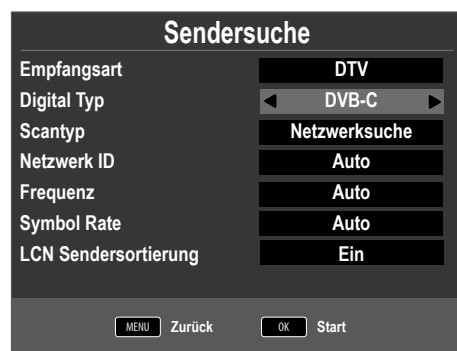 Sendersuche
Empfangsart DTV
Digital Typ DVB-C
Scantyp Netzwerksuche
Netzwerk ID Auto
Frequenz Auto
Symbol Rate Auto
LCN Sendersortierung Ein
MENU Zurück OK Start